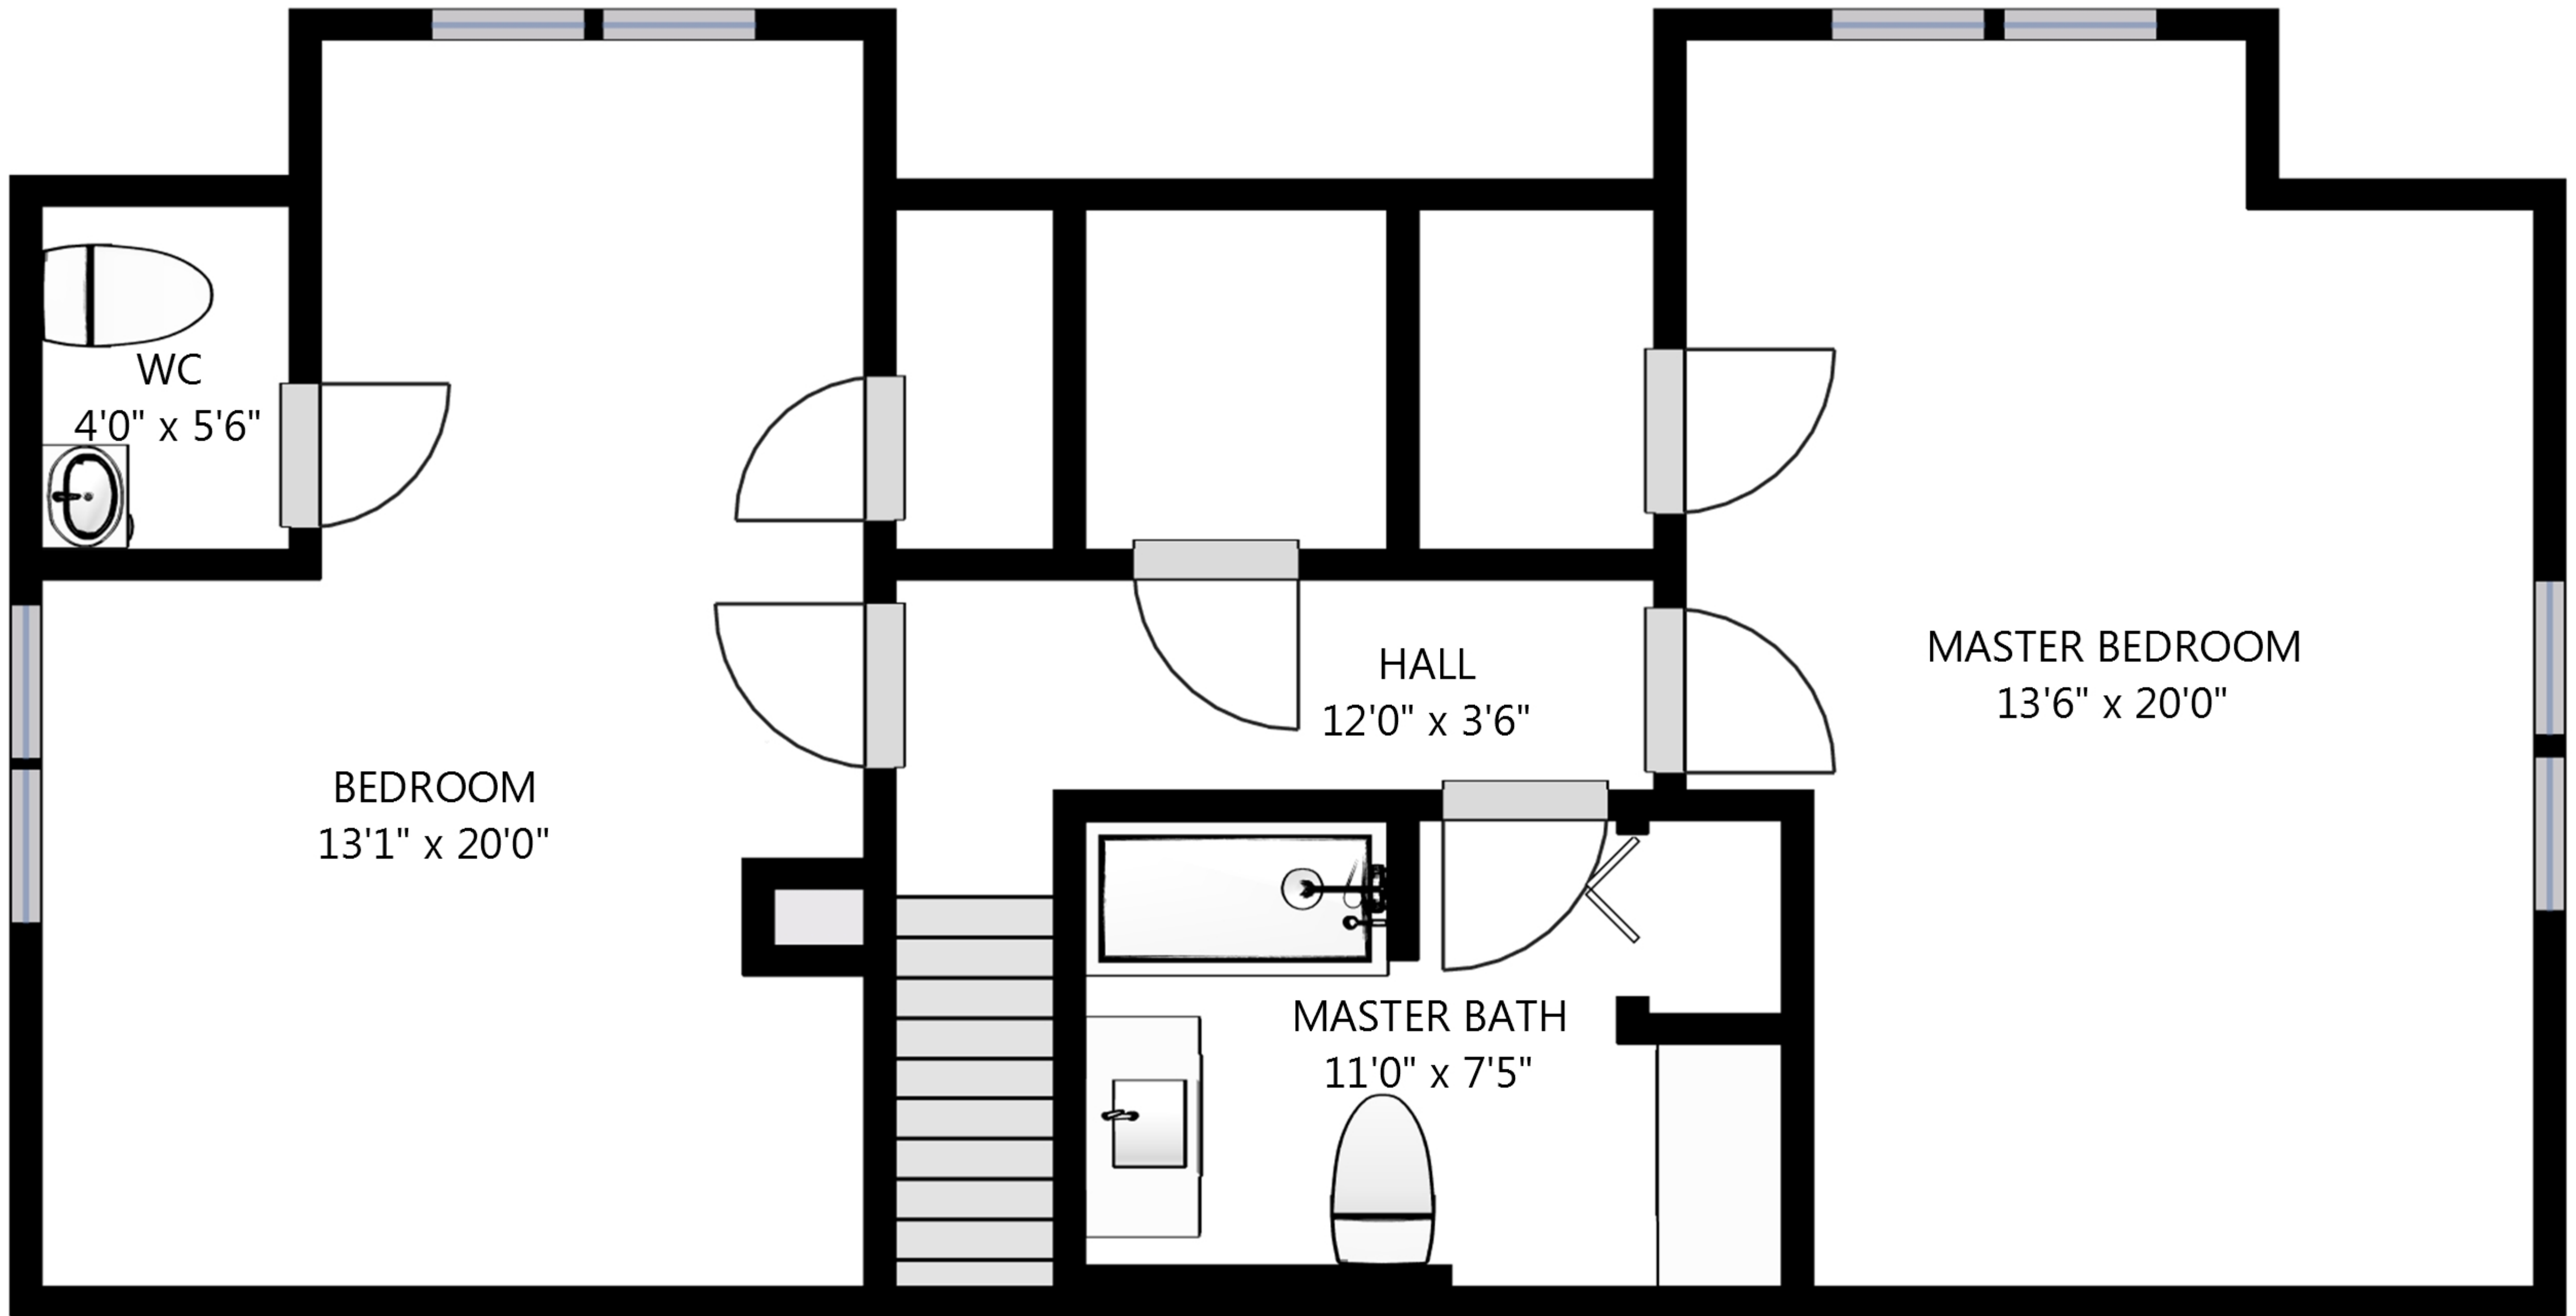 WC
4'0" x 5'6"
HALL
12'0" x 3'6"
MASTER BEDROOM
13'6" x 20'0"
BEDROOM
13'1" x 20'0"
MASTER BATH
11'0" x 7'5"